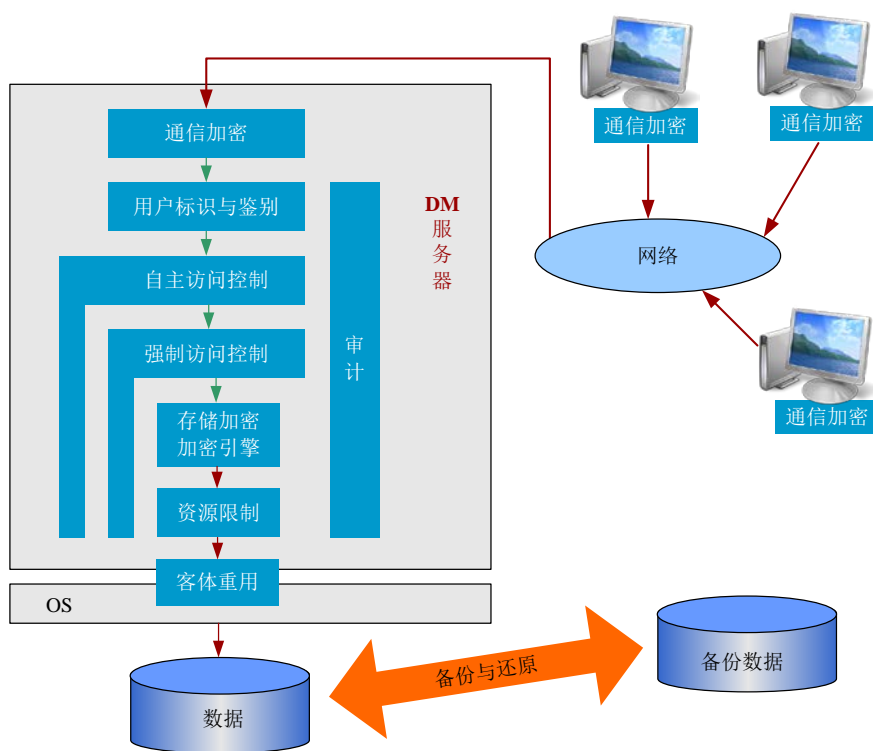 通信加密
通信加密
通信加密
用户标识与鉴别
DM
服
务
器
自主访问控制
网络
强制访问控制
审
计
存储加密
加密引擎
通信加密
资源限制
客体重用
OS
备份与还原
备份数据
数据